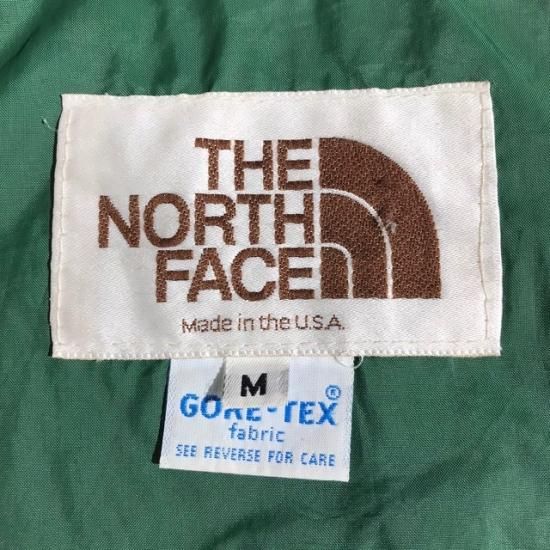 THE
NORTH
FACE
Made in the U.S.A.
M
GORE-TEX®
fabric
SEE REVERSE FOR CARE